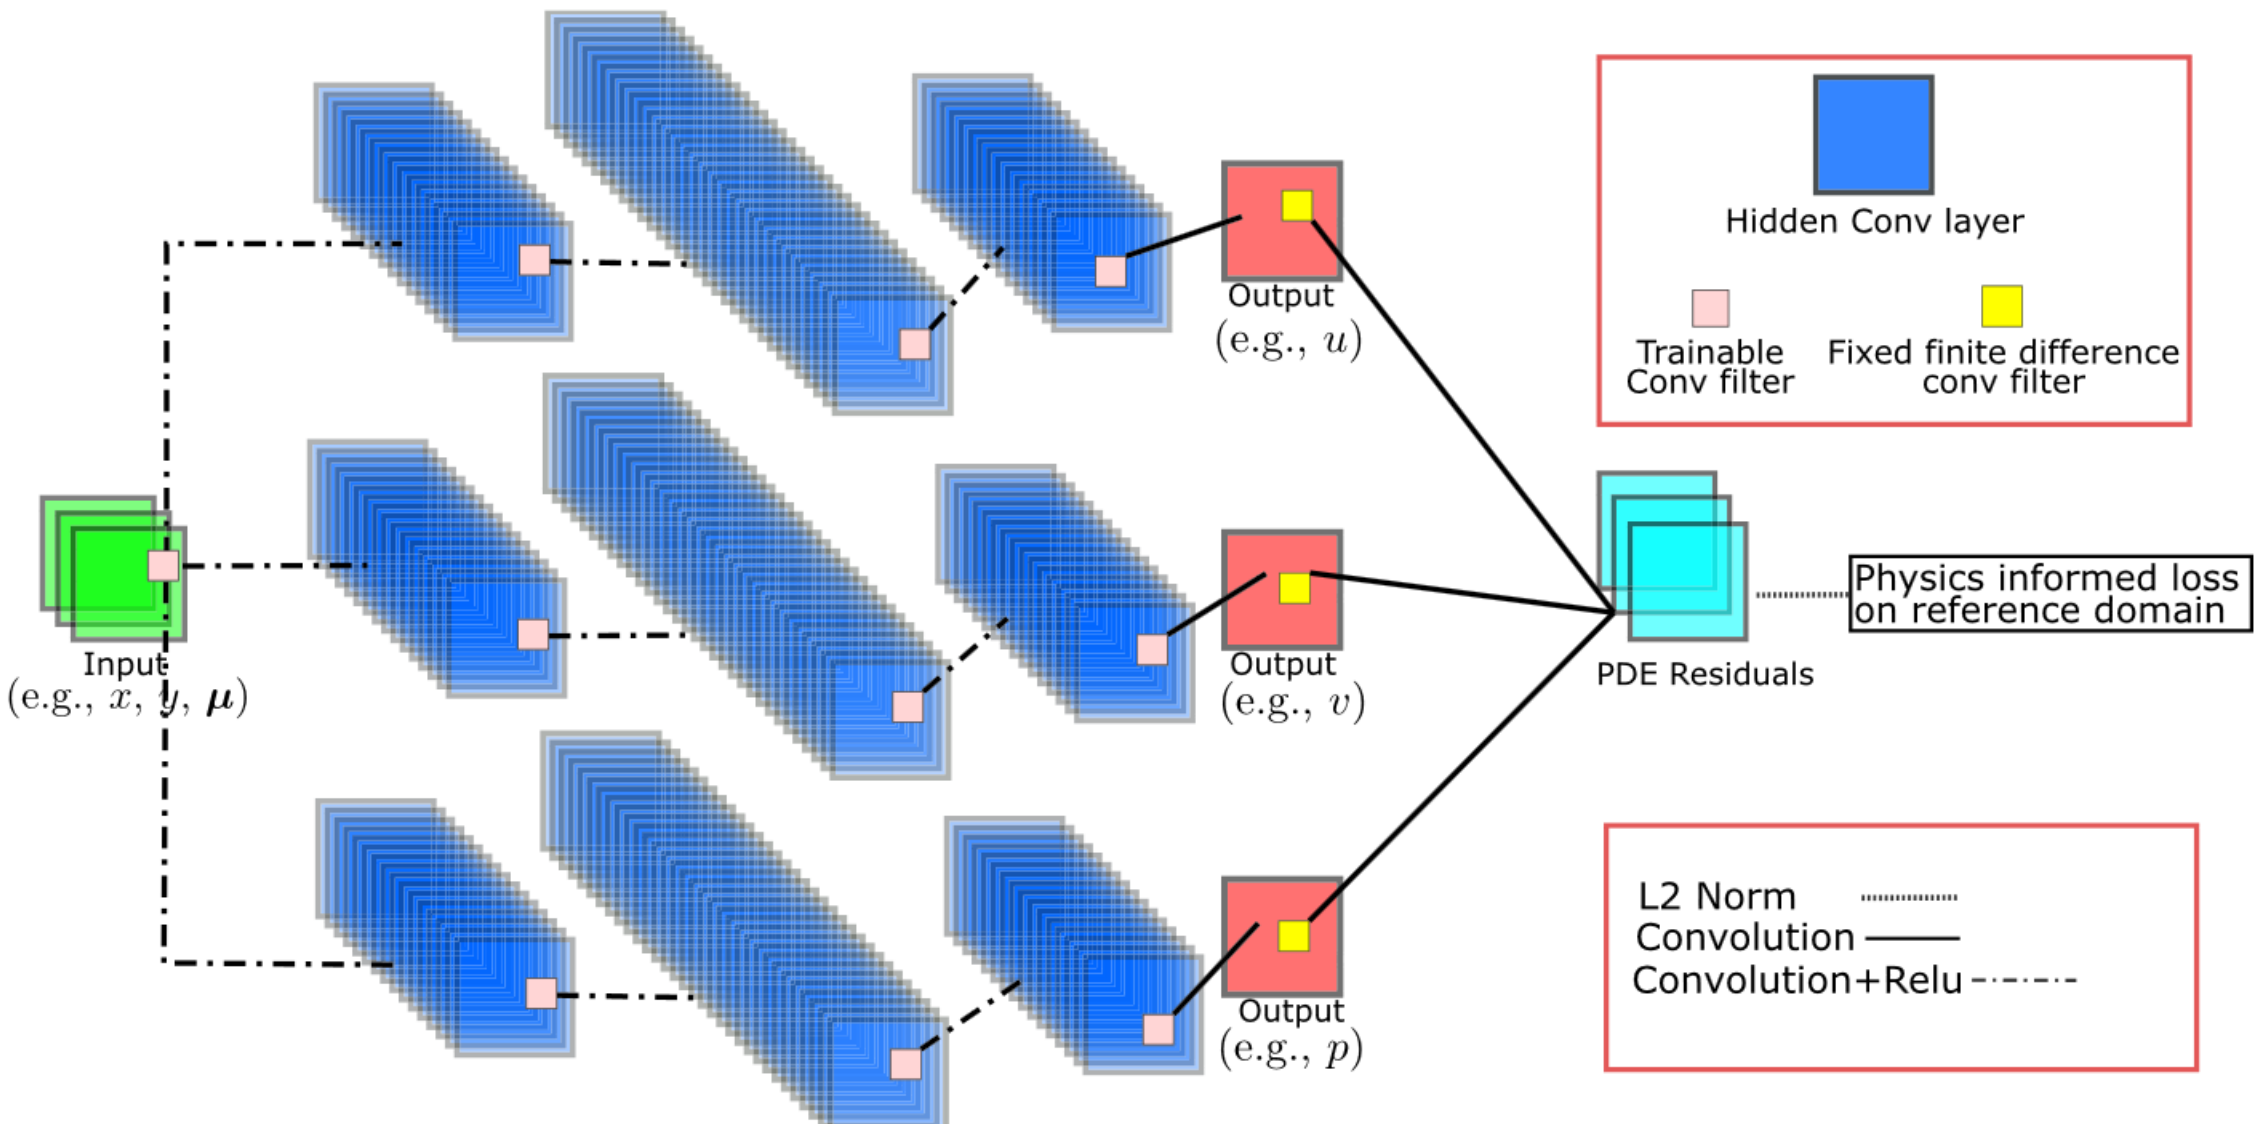 Input
(e.g., x, y, μ)
Output
(e.g., u)
Output
(e.g., v)
Output
(e.g., p)
Hidden Conv layer
Trainable
Conv filter
Fixed finite difference
conv filter
PDE Residuals
Physics informed loss
on reference domain
L2 Norm
Convolution
Convolution+Relu